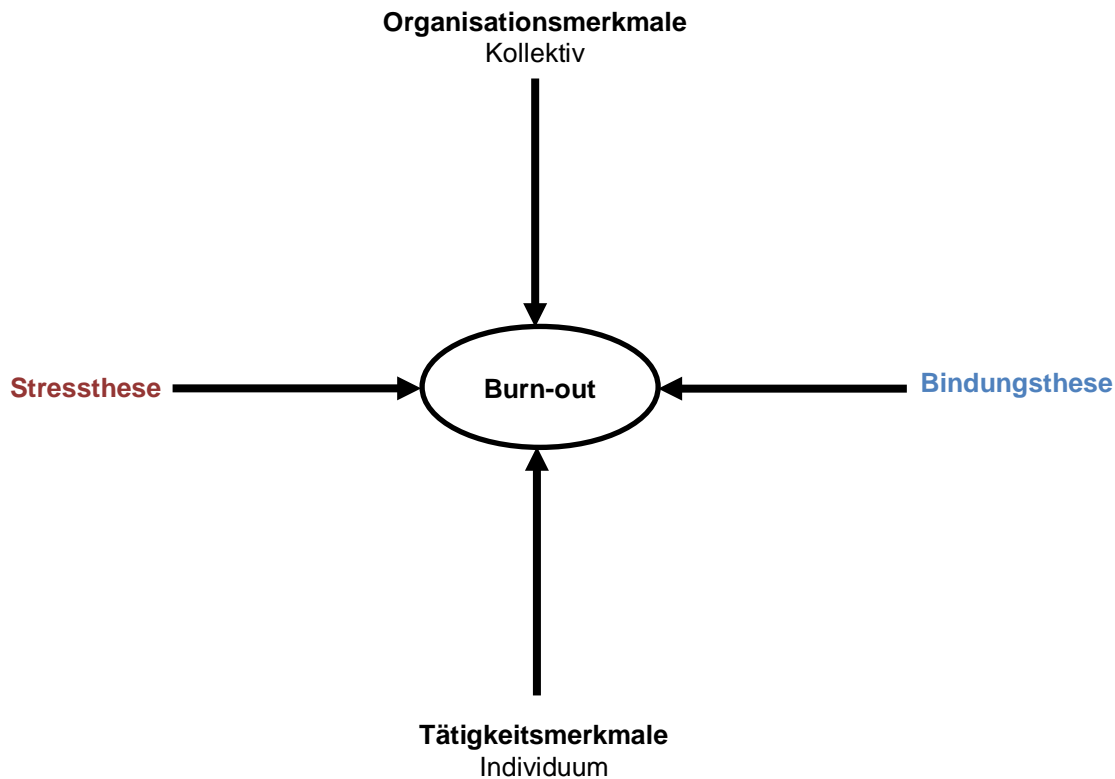 Organisationsmerkmale
Kollektiv
Stressthese
Burn-out
Bindungsthese
Tätigkeitsmerkmale
Individuum